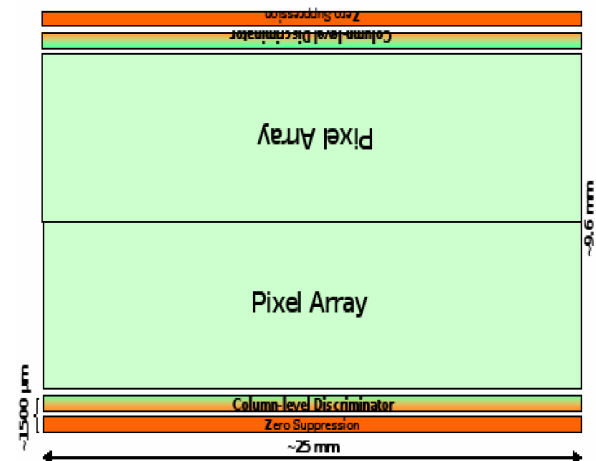 Zero Suppression
Column-level Discriminator
Pixel Array
~9.6 mm
Pixel Array
~1500 µm
Column-level Discriminator
Zero Suppression
~25 mm